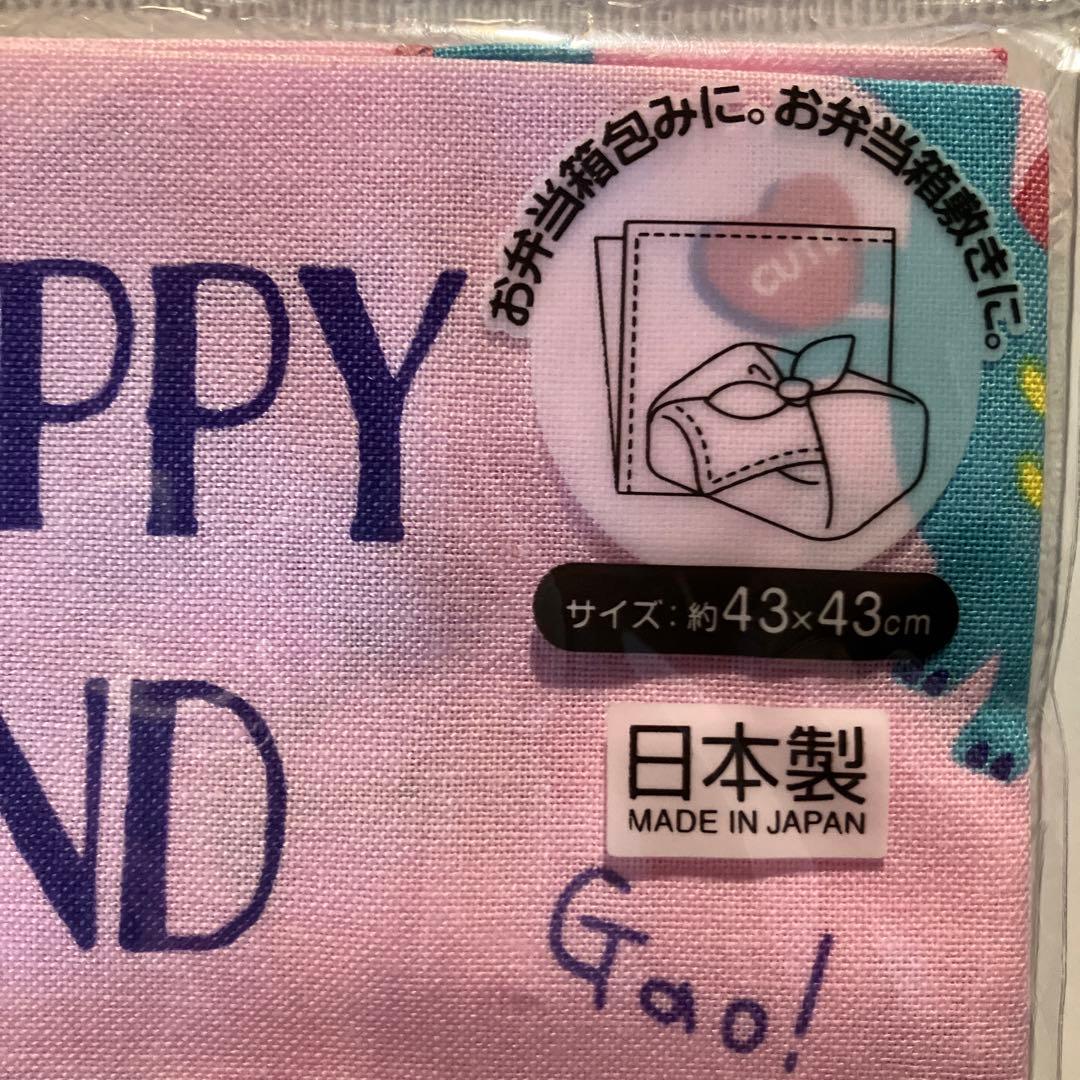 お弁当箱包みに。お弁当箱敷きに。
PPY
CUTE
サイズ：約43×43cm
ND
日本製
MADE IN JAPAN
Gao!